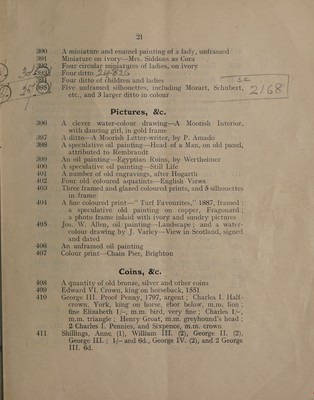 21
390 A miniature and enamel painting of a lady, unframed
391 Miniature on ivory—Mrs. Siddons as Cora
392 Four circular miniatures of ladies, on ivory
393 Four ditto
394 Four ditto of children and ladies
395 Five unframed silhouettes, including Mozart, Schubert,
etc., and 3 larger ditto in colour
2168
Pictures, &c.
396 A clever water-colour drawing—A Moorish Interior,
with dancing girl, in gold frame
397 A ditto—A Moorish Letter-writer, by P. Amado
398 A speculative oil painting—Head of a Man, on old panel,
attributed to Rembrandt
399 An oil painting—Egyptian Ruins, by Wertheimer
400 A speculative oil painting—Still Life
401 A number of old engravings, after Hogarth
402 Four old coloured aquatints—English Views
403 Three framed and glazed coloured prints, and 8 silhouettes
in frame
404 A fine coloured print—"Turf Favourites," 1887, framed;
a speculative old painting on copper, Fragonard;
a photo frame inlaid with ivory and sundry pictures
405 Jos. W. Allen, oil painting—Landscape; and a water-
colour drawing by J. Varley—View in Scotland, signed
and dated
406 An unframed oil painting
407 Colour print—Chain Pier, Brighton
Coins, &c.
408 A quantity of old bronze, silver and other coins
409 Edward VI. Crown, king on horseback, 1551
410 George III. Proof Penny, 1797, argent; Charles I. Half-
crown, York, king on horse, ebor below, m.m. lion;
fine Elizabeth 1/-, m.m. bird, very fine; Charles ½,
m.m. triangle; Henry Groat, m.m. greyhound's head;
2 Charles I. Pennies, and Sixpence, m.m. crown
411 Shillings, Anne (1), William III. (2), George II. (2),
George III.; 1/- and 6d., George IV. (2), and 2 George
III. 6d.